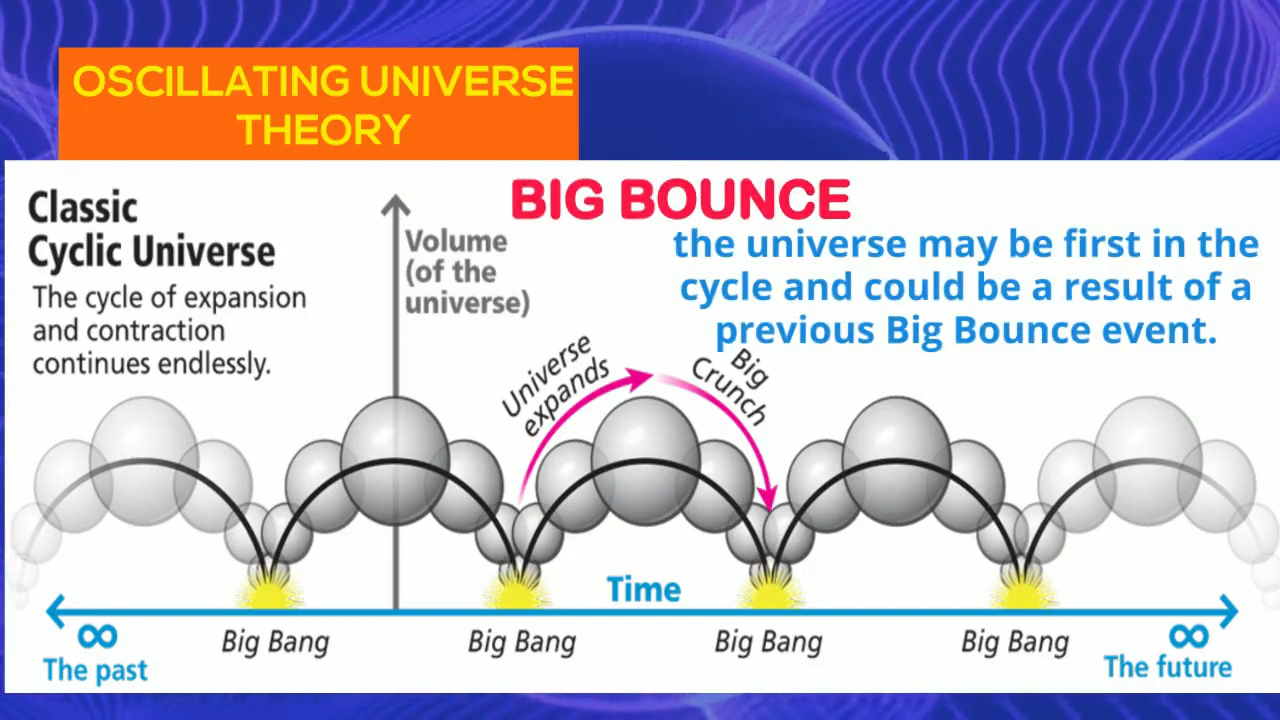 OSCILLATING UNIVERSE
THEORY
Classic
Cyclic Universe
The cycle of expansion
and contraction
continues endlessly.
Volume
(of the
universe)
BIG BOUNCE
the universe may be first in the
cycle and could be a result of a
previous Big Bounce event.
Universe
expands
Big
Crunch
Time
∞
The past
Big Bang
Big Bang
Big Bang
Big Bang
∞
The future